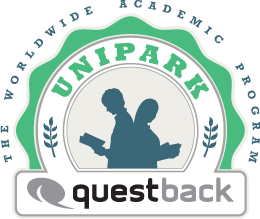 THE WORLDWIDE ACADEMIC PROGRAM
UNIPARK
questback